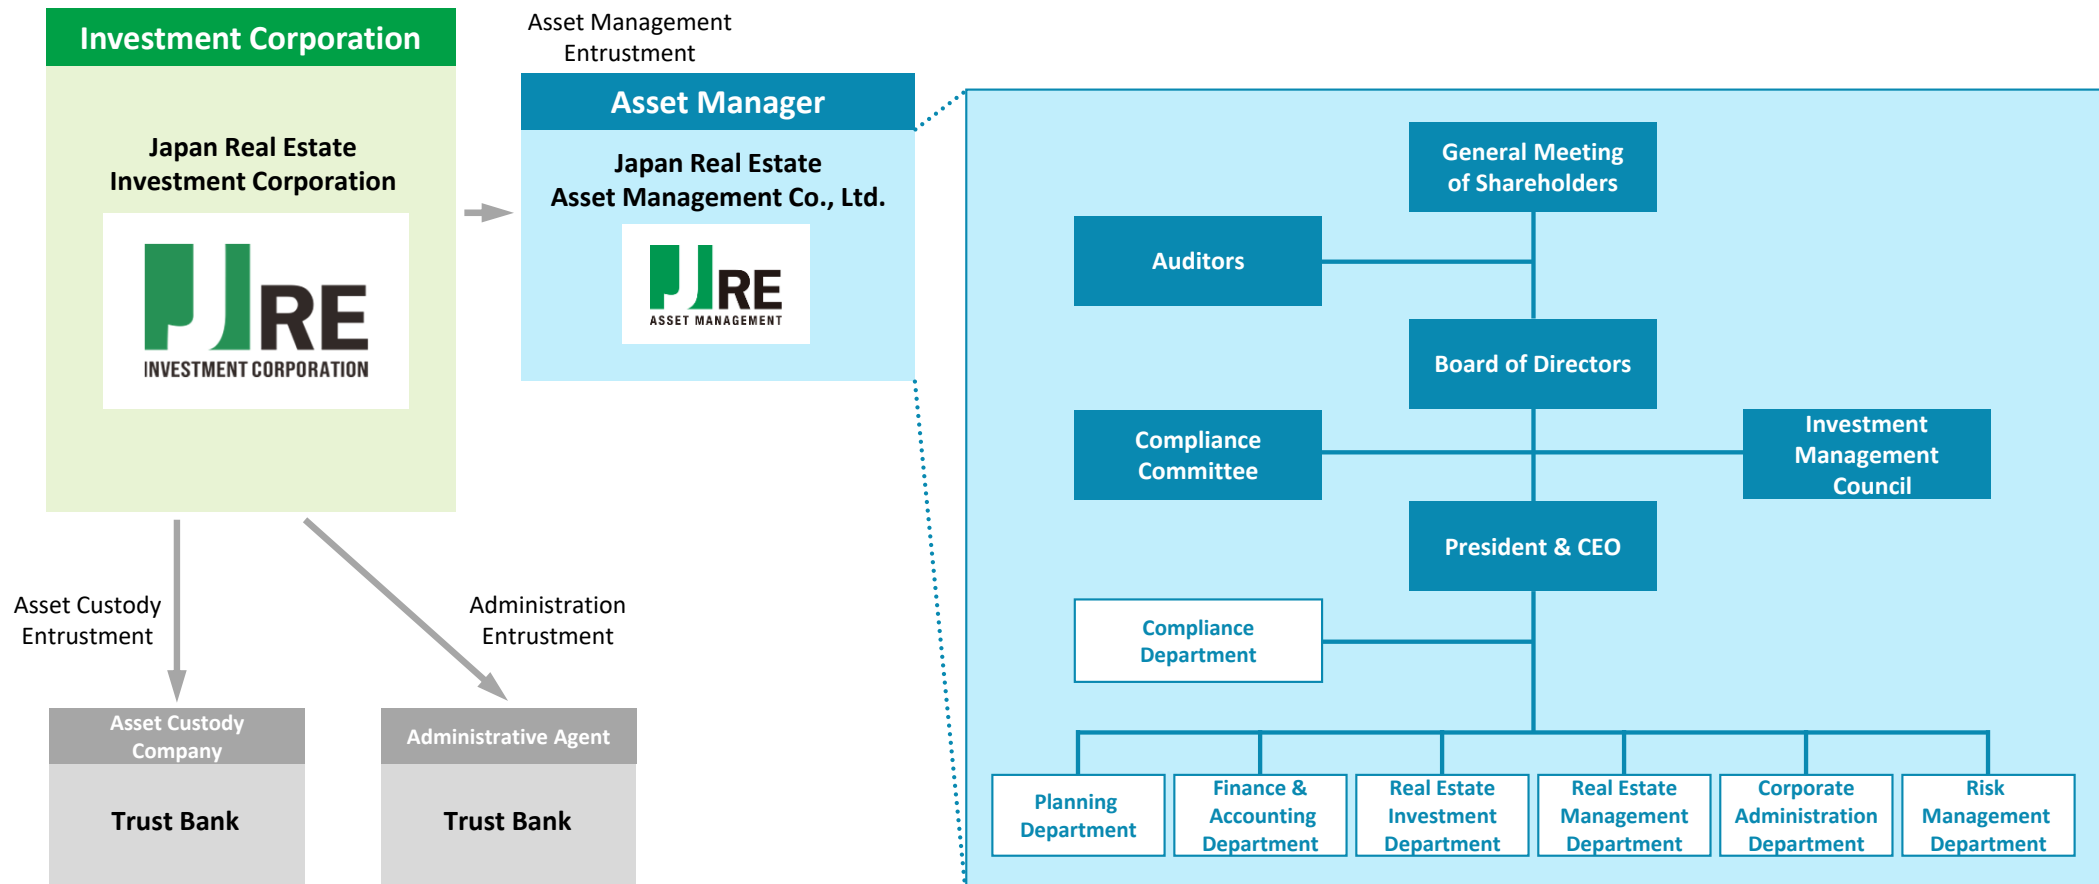 Investment Corporation
Japan Real Estate
Investment Corporation
JRE
INVESTMENT CORPORATION
Asset Management
Entrustment
Asset Manager
Japan Real Estate
Asset Management Co., Ltd.
JRE
ASSET MANAGEMENT
Asset Custody
Entrustment
Administration
Entrustment
Asset Custody
Company
Trust Bank
Administrative Agent
Trust Bank
General Meeting
of Shareholders
Auditors
Board of Directors
Compliance
Committee
Investment
Management
Council
President & CEO
Compliance
Department
Planning
Department
Finance &
Accounting
Department
Real Estate
Investment
Department
Real Estate
Management
Department
Corporate
Administration
Department
Risk
Management
Department